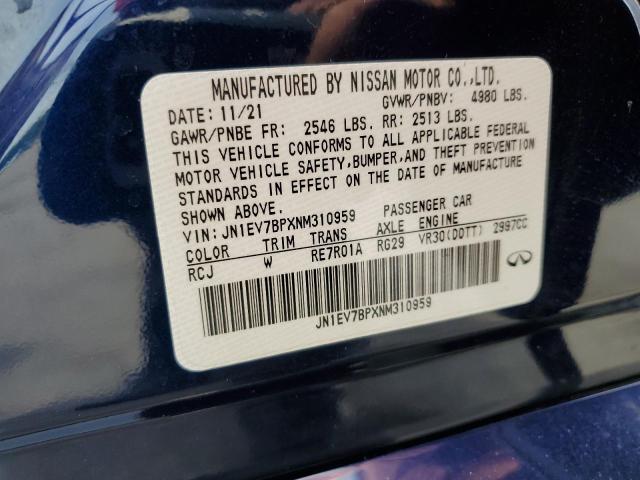 MANUFACTURED BY NISSAN MOTOR CO.,LTD.
DATE: 11/21 GVWR/PNBV: 4980 LBS.
GAWR/PNBE FR: 2546 LBS. RR: 2513 LBS.
THIS VEHICLE CONFORMS TO ALL APPLICABLE FEDERAL
MOTOR VEHICLE SAFETY,BUMPER,AND THEFT PREVENTION
STANDARDS IN EFFECT ON THE DATE OF MANUFACTURE
SHOWN ABOVE.
VIN: JN1EV7BPXNM310959 PASSENGER CAR
COLOR TRIM TRANS AXLE ENGINE
RCJ W RE7R01A RG29 VR30(DDTT) 2997CC
JN1EV7BPXNM310959